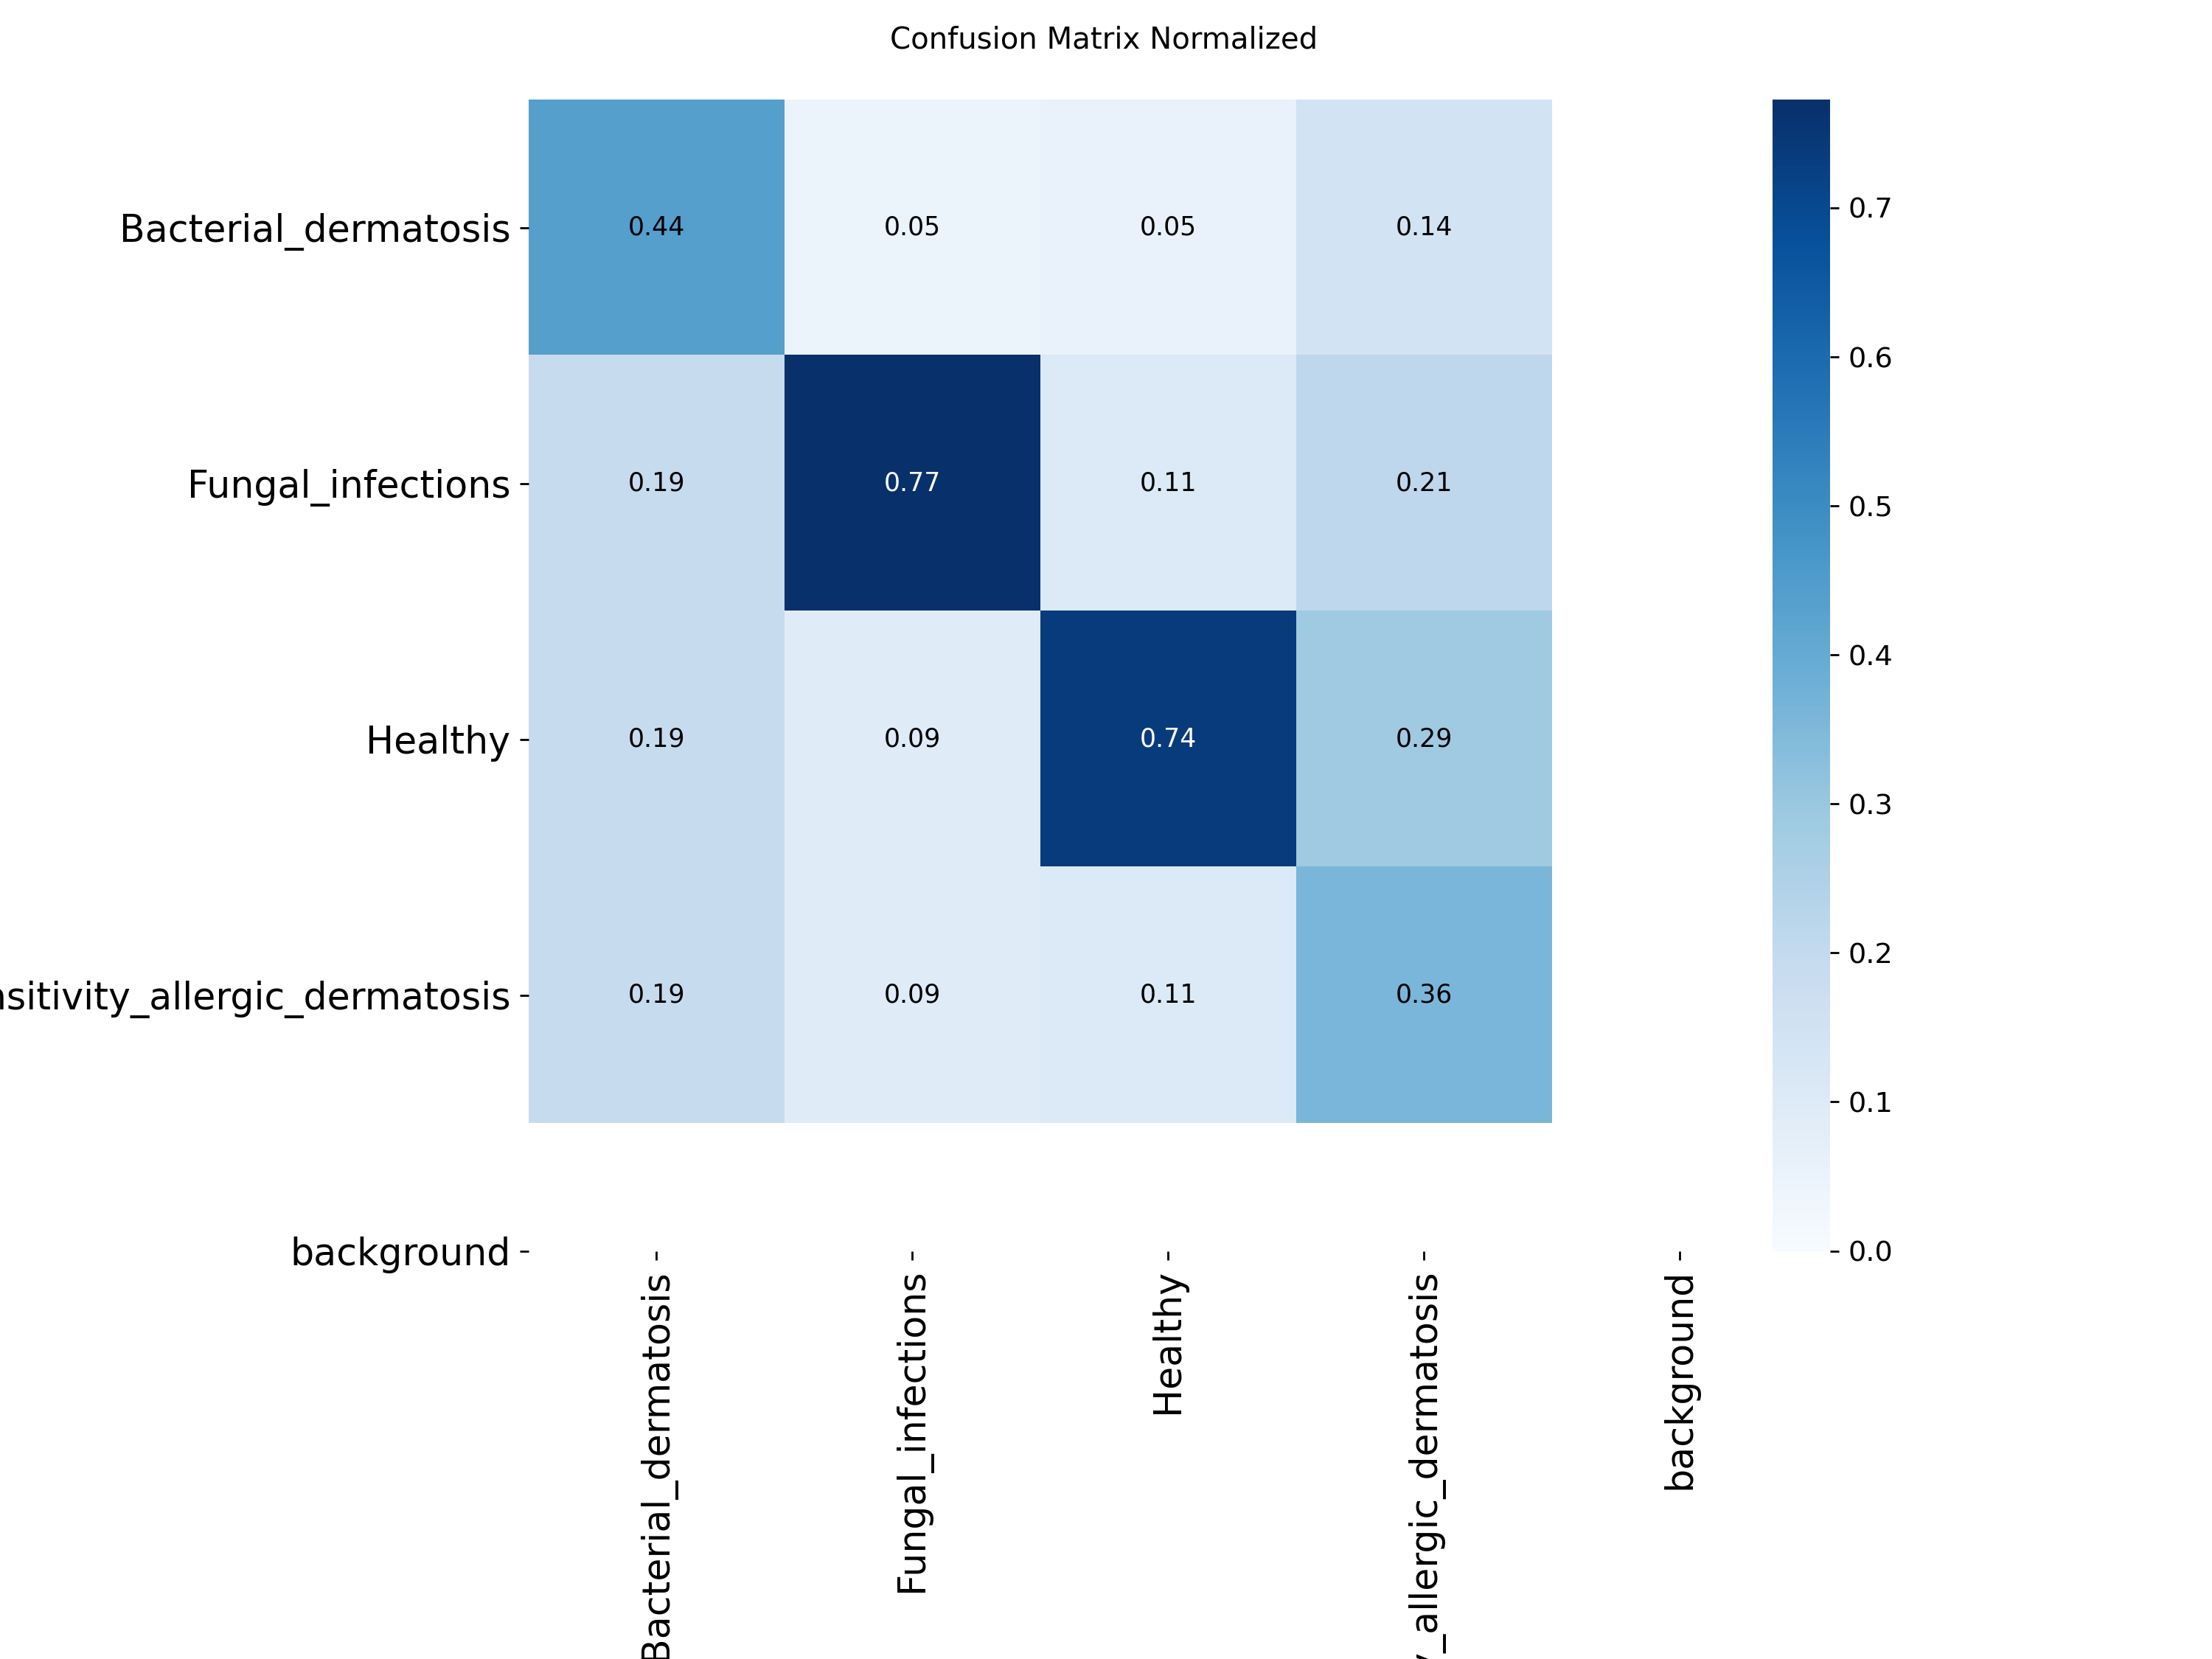 Confusion Matrix Normalized
Bacterial_dermatosis
0.44 0.05 0.05 0.14
Fungal_infections
0.19 0.77 0.11 0.21
Healthy
0.19 0.09 0.74 0.29
nsitivity_allergic_dermatosis
0.19 0.09 0.11 0.36
background
Bacterial_dermatosis
Fungal_infections
Healthy
y_allergic_dermatosis
background
0.7
0.6
0.5
0.4
0.3
0.2
0.1
0.0